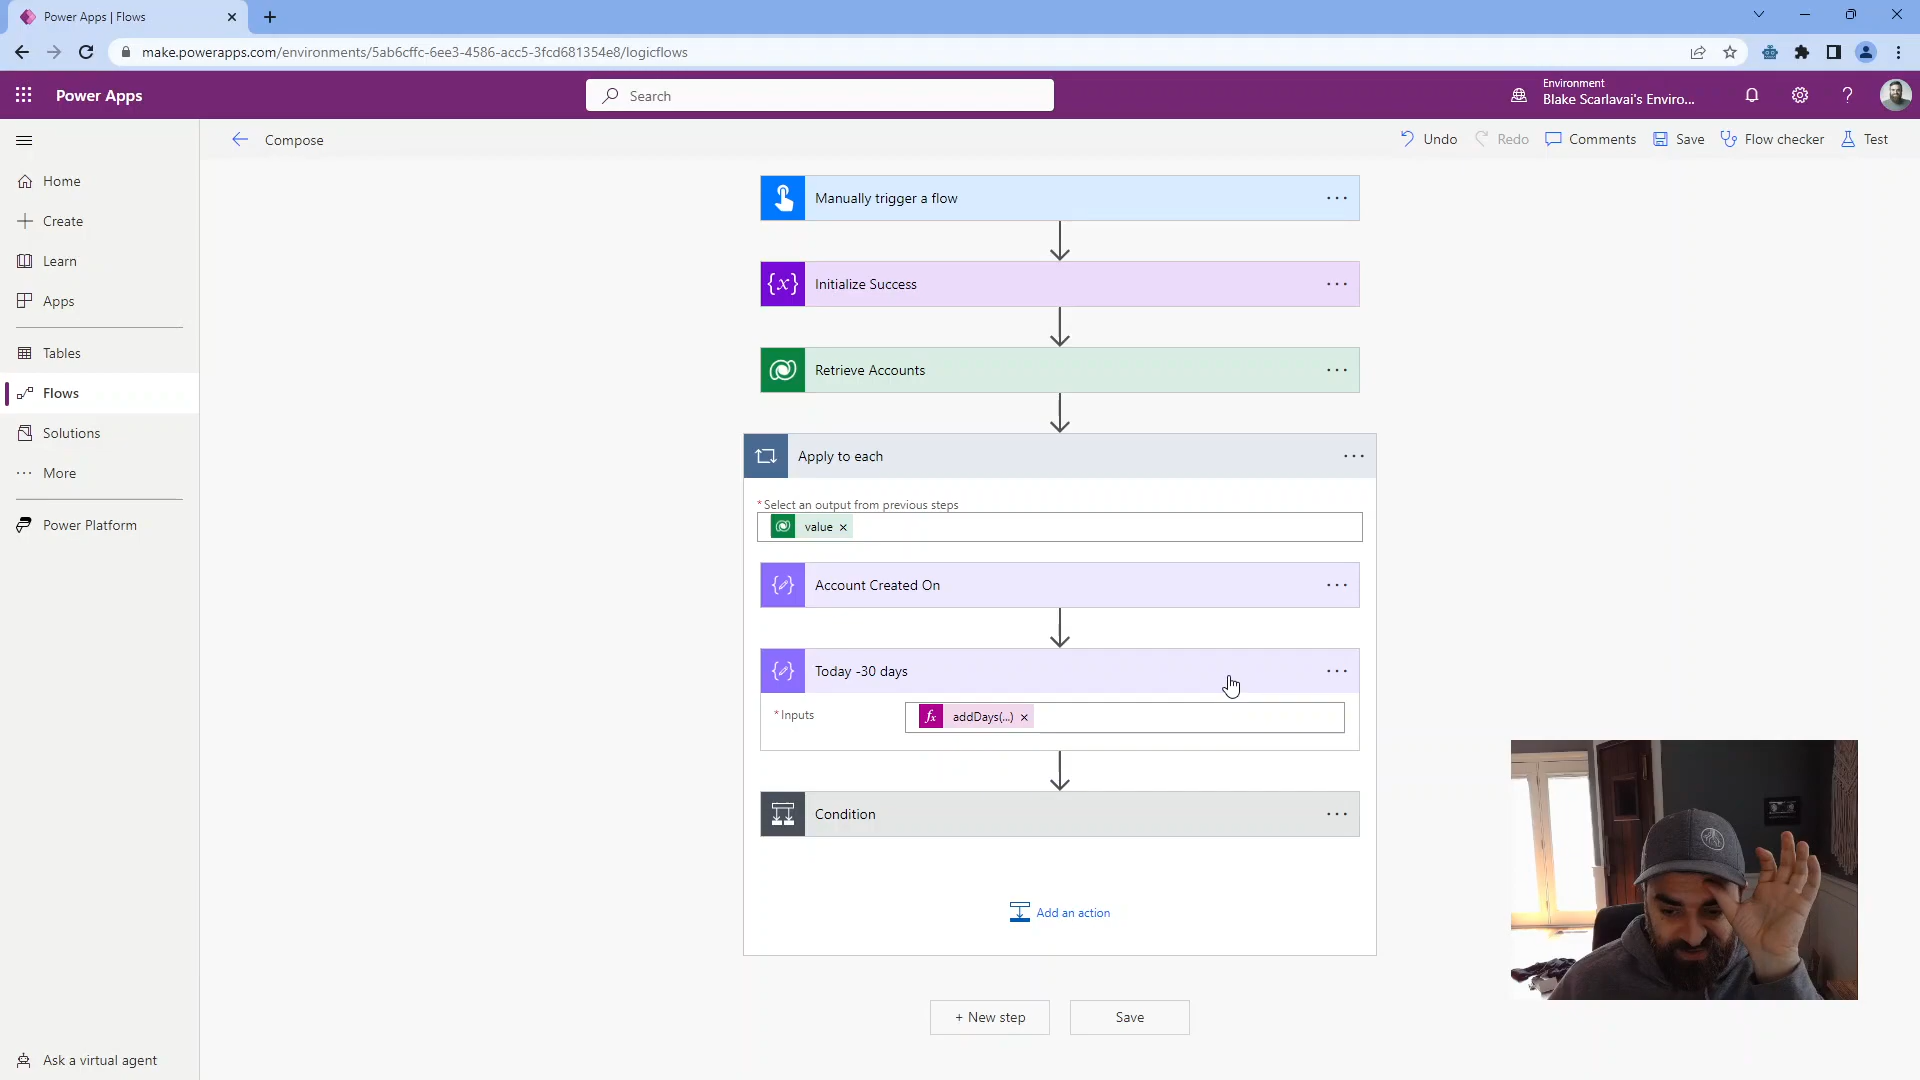 Power Apps | Flows
make.powerapps.com/environments/5ab6cffc-6ee3-4586-acc5-3fcd681354e8/logicflows
Power Apps
Search
Environment
Blake Scarlavai's Enviro...
Compose
Undo
Redo
Comments
Save
Flow checker
Test
Home
Create
Learn
Apps
Tables
Flows
Solutions
More
Power Platform
Ask a virtual agent
Manually trigger a flow
Initialize Success
Retrieve Accounts
Apply to each
* Select an output from previous steps
value
Account Created On
Today -30 days
* Inputs
addDays(...)
Condition
Add an action
+ New step
Save